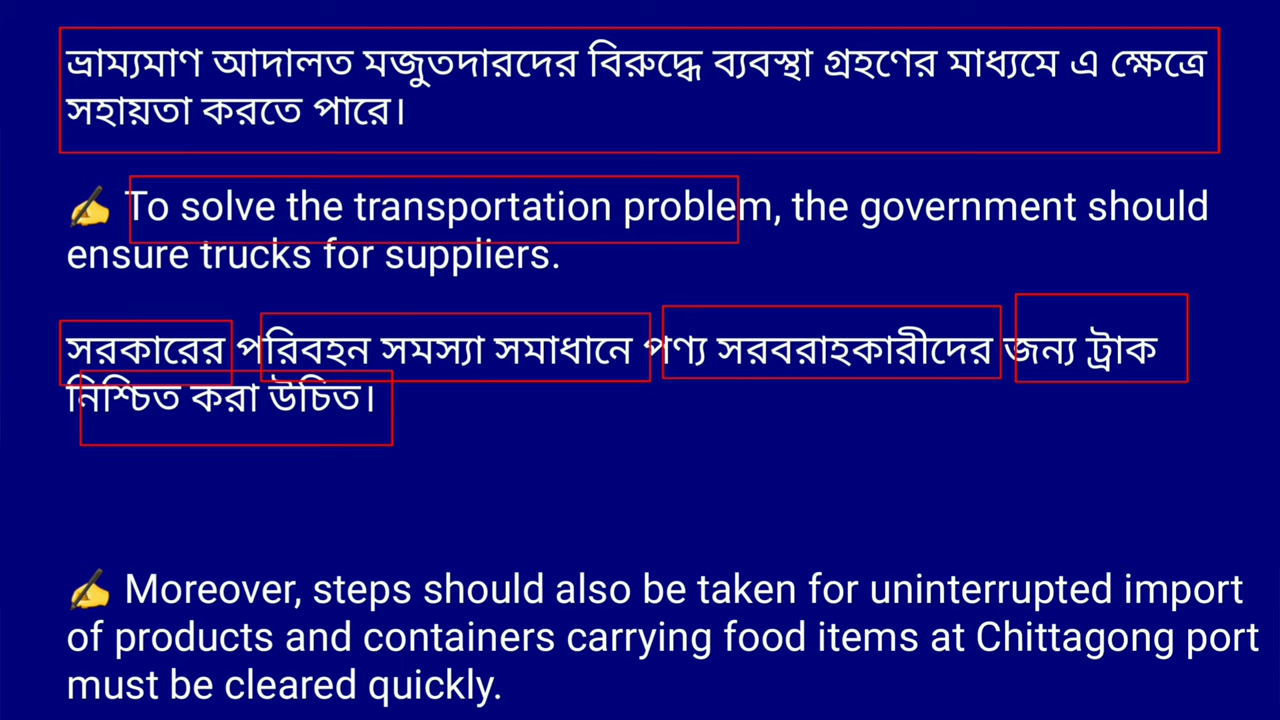 ভ্রাম্যমাণ আদালত মজুতদারদের বিরুদ্ধে ব্যবস্থা গ্রহণের মাধ্যমে এ ক্ষেত্রে
সহায়তা করতে পারে।
✍️ To solve the transportation problem, the government should
ensure trucks for suppliers.
সরকারের পরিবহন সমস্যা সমাধানে পণ্য সরবরাহকারীদের জন্য ট্রাক
নিশ্চিত করা উচিত।
✍️ Moreover, steps should also be taken for uninterrupted import
of products and containers carrying food items at Chittagong port
must be cleared quickly.